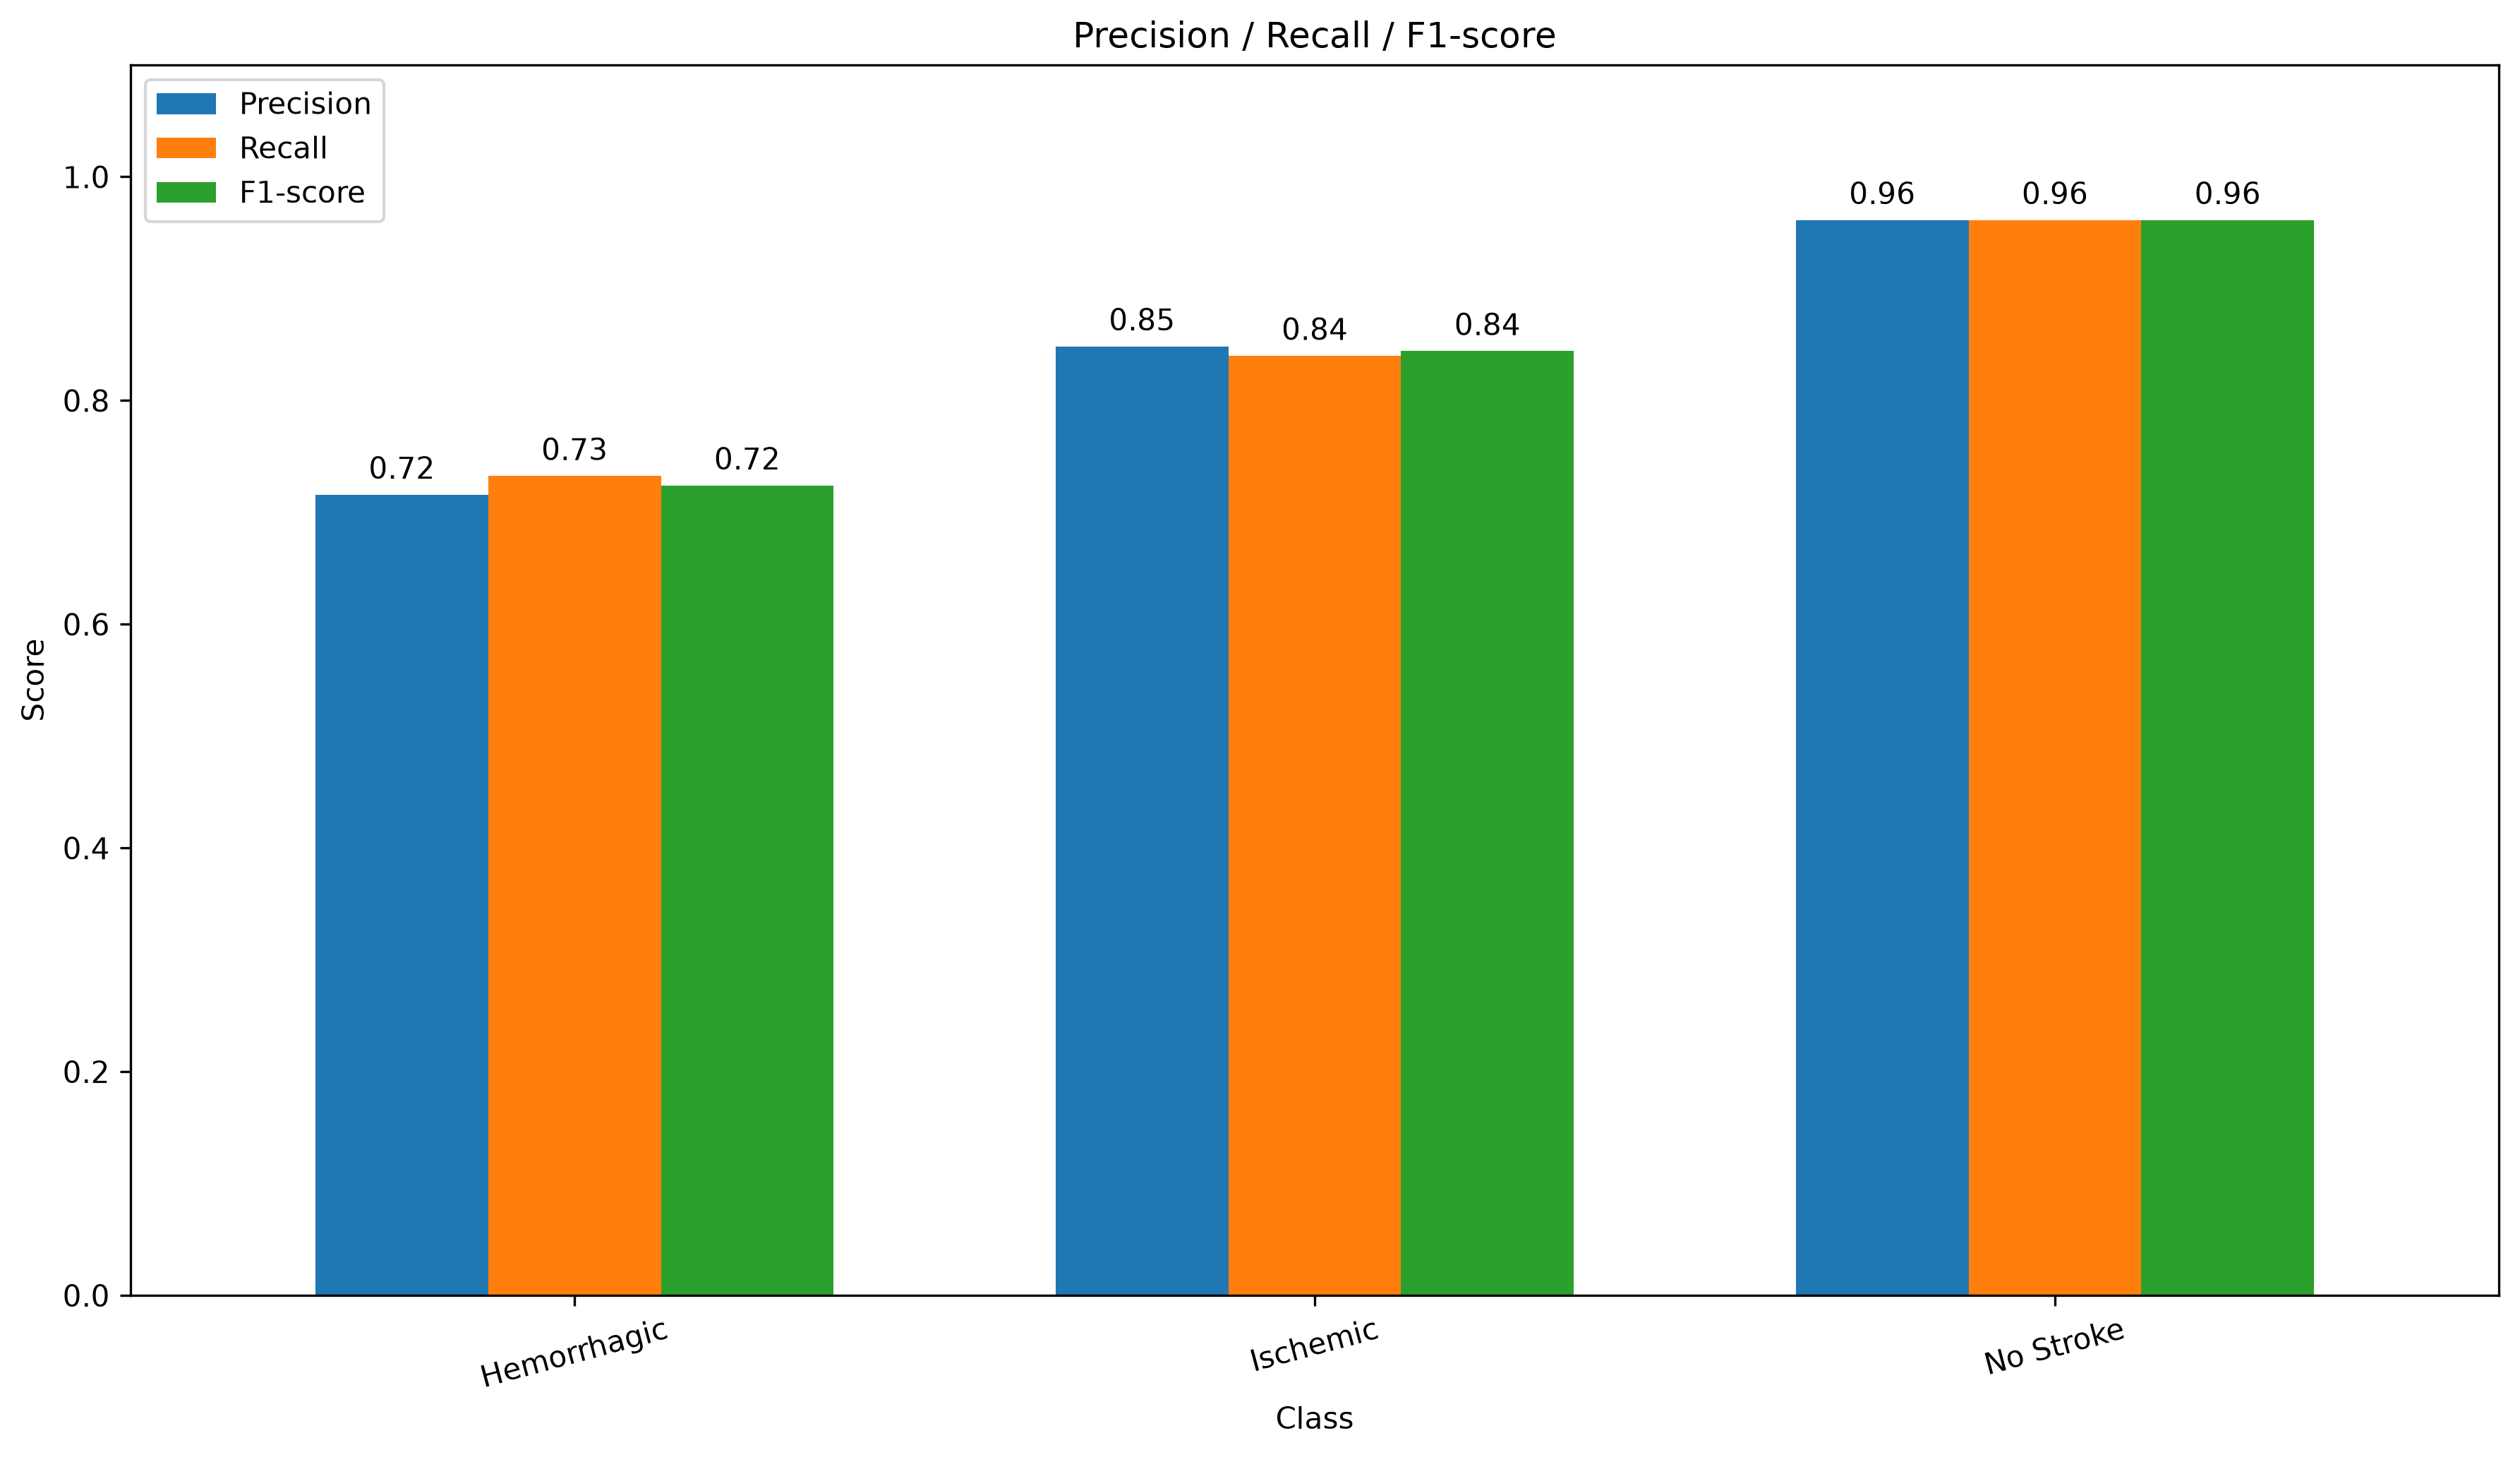 Precision / Recall / F1-score
Precision
Recall
F1-score
1.0
0.8
0.6
0.4
0.2
0.0
Score
0.72
0.73
0.72
0.85
0.84
0.84
0.96
0.96
0.96
Hemorrhagic
Ischemic
No Stroke
Class